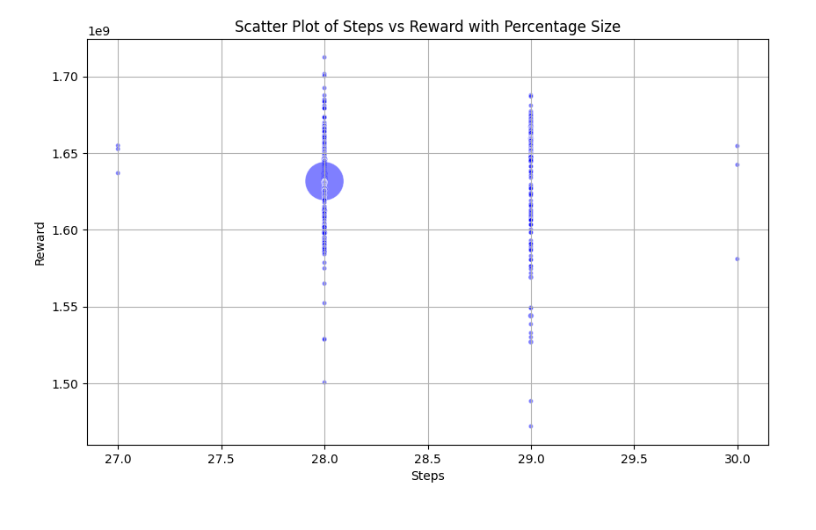 Scatter Plot of Steps vs Reward with Percentage Size
1e9
1.70
1.65
1.60
1.55
1.50
Reward
27.0 27.5 28.0 28.5 29.0 29.5 30.0
Steps